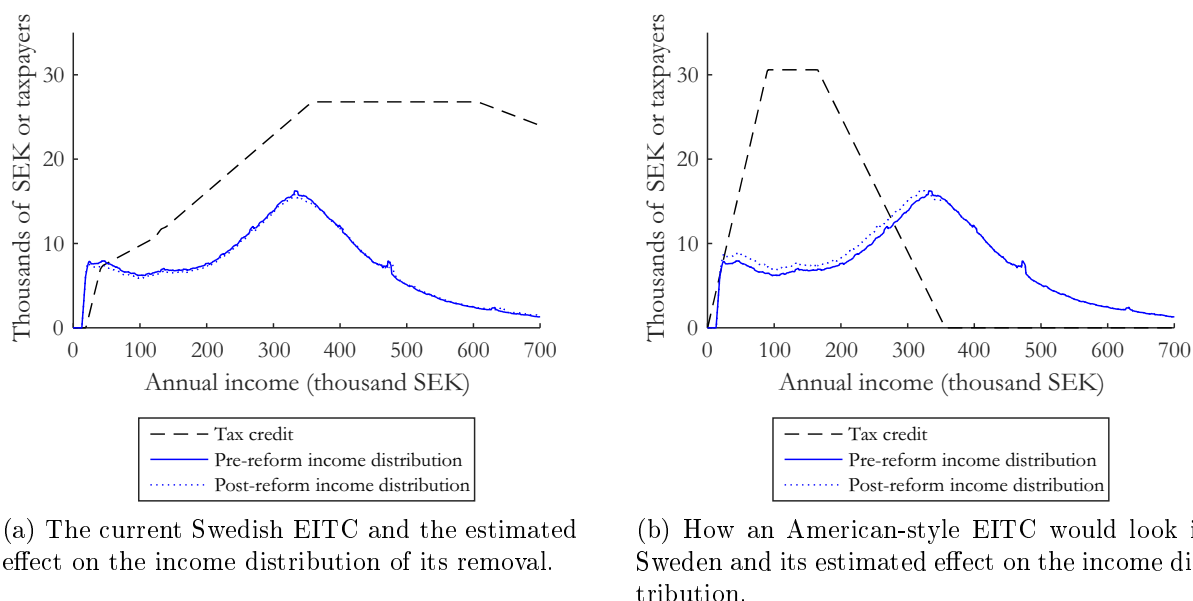 Thousands of SEK or taxpayers
30
20
10
0
0 100 200 300 400 500 600 700
Annual income (thousand SEK)
Tax credit
Pre-reform income distribution
Post-reform income distribution
(a) The current Swedish EITC and the estimated
effect on the income distribution of its removal.
Thousands of SEK or taxpayers
30
20
10
0
0 100 200 300 400 500 600 700
Annual income (thousand SEK)
Tax credit
Pre-reform income distribution
Post-reform income distribution
(b) How an American-style EITC would look i
Sweden and its estimated effect on the income di
tribution.